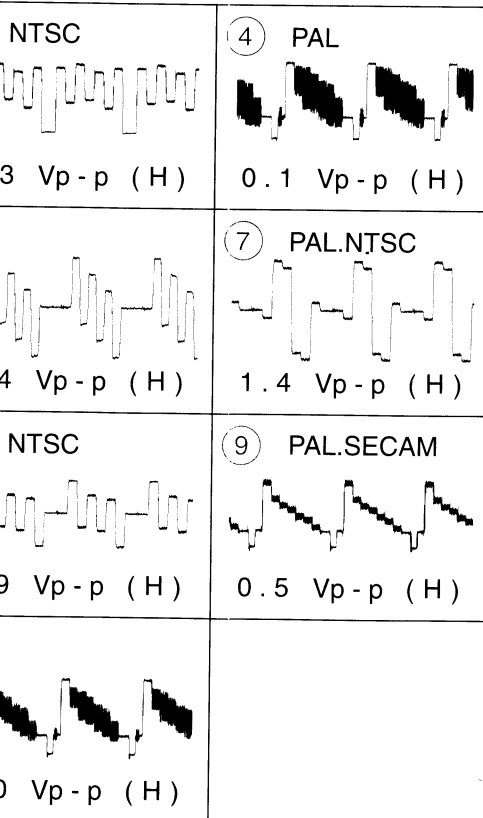 NTSC
④ PAL
3 Vp-p (H)
0.1 Vp-p (H)
⑦ PAL.NTSC
4 Vp-p (H)
1.4 Vp-p (H)
NTSC
⑨ PAL.SECAM
9 Vp-p (H)
0.5 Vp-p (H)
0 Vp-p (H)